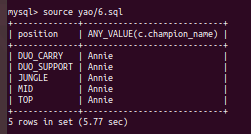 mysql> source yao/6.sql
+-------------+---------------------------+
| position    | ANY_VALUE(c.champion_name) |
+-------------+---------------------------+
| DUO_CARRY   | Annie                     |
| DUO_SUPPORT | Annie                     |
| JUNGLE      | Annie                     |
| MID         | Annie                     |
| TOP         | Annie                     |
+-------------+---------------------------+
5 rows in set (5.77 sec)